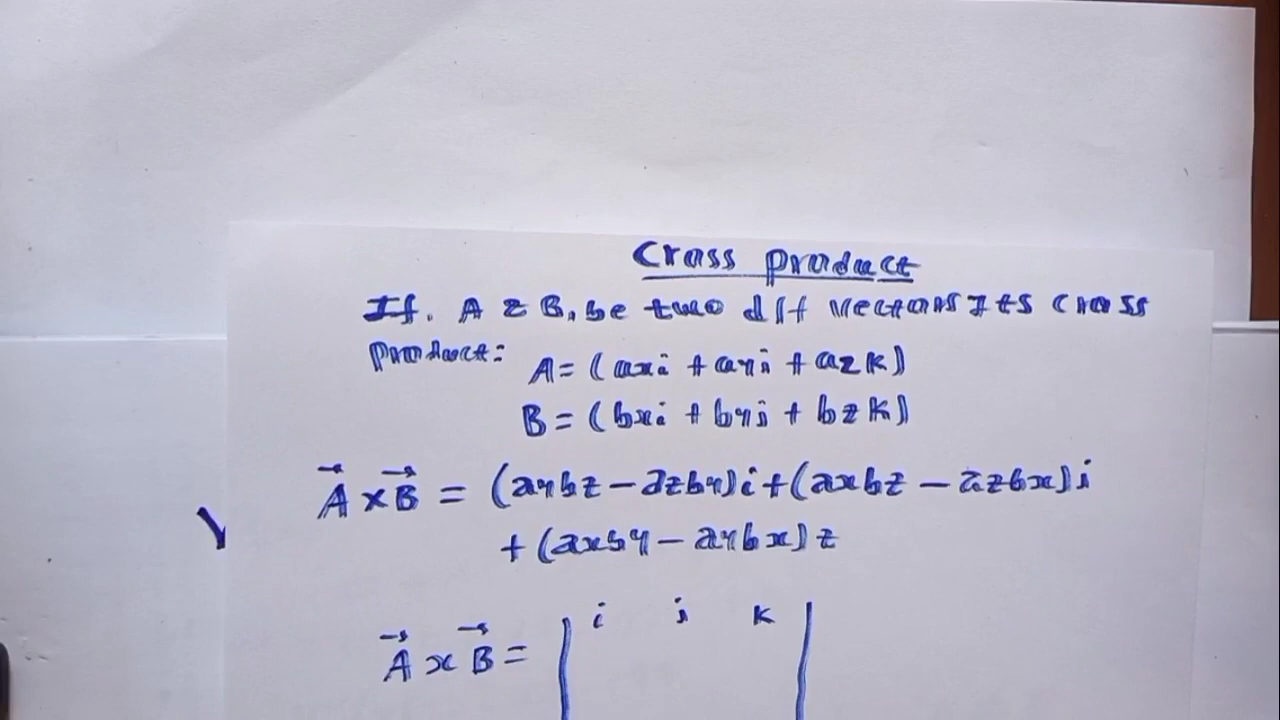 Cross product
If. A & B, be two dif vectors Its cross
product:
A = (axi + ayj + azk)
B = (bxi + byj + bzk)
A⃗ × B⃗ = (aybz - azby)i + (axbz - azbx)j
+ (axby - aybx) z
i j k
A⃗ x B⃗ =